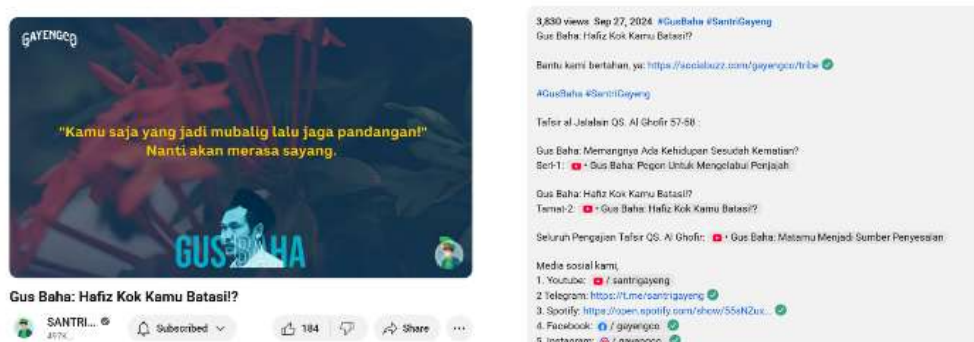 GAYENGCO
"Kamu saja yang jadi mubalig lalu jaga pandangan!"
Nanti akan merasa sayang.
GUS BAHA
Gus Baha: Hafiz Kok Kamu Batasi!?
SANTRI...
497K
Subscribed
184
Share
3,830 views Sep 27, 2024 #GusBaha #SantriGayeng
Gus Baha: Hafiz Kok Kamu Batasi!?
Bantu kami bertahan, ya: https://sociabuzz.com/gayengco/tribe
#GusBaha #SantriGayeng
Tafsir al Jalalain QS. Al Ghofir 57-58 :
Gus Baha: Memangnya Ada Kehidupan Sesudah Kematian?
Seri-1: • Gus Baha: Pegon Untuk Mengelabui Penjajah
Gus Baha: Hafiz Kok Kamu Batasi!?
Tamat-2: • Gus Baha: Hafiz Kok Kamu Batasi!?
Seluruh Pengajian Tafsir QS. Al Ghofir: • Gus Baha: Matamu Menjadi Sumber Penyesalan
Media sosial kami,
1. Youtube: / santrigayeng
2 Telegram: https://t.me/santrigayeng
3. Spotify: https://open.spotify.com/show/
4. Facebook: / gayengco
5. Instagram: / gayengco